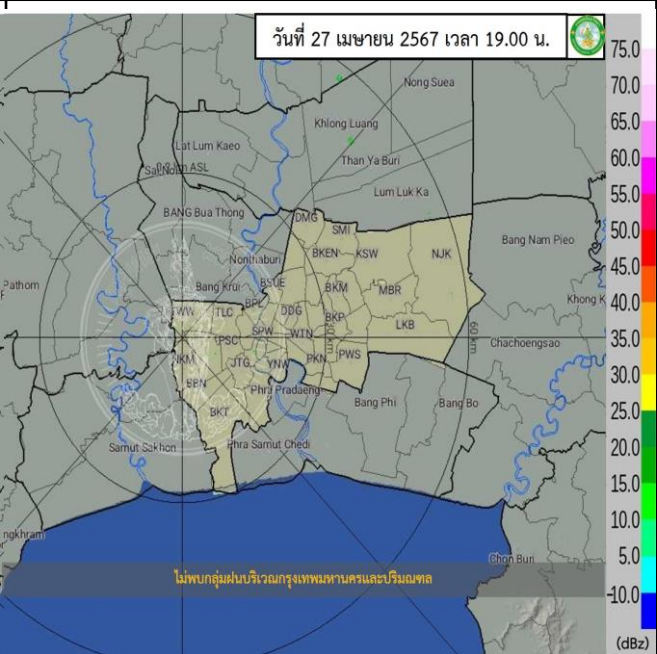 วันที่ 27 เมษายน 2567 เวลา 19.00 น.
75.0
70.0
65.0
60.0
55.0
50.0
45.0
40.0
35.0
30.0
25.0
20.0
15.0
10.0
5.0
-10.0
(dBz)
Nong Suea
Khlong Luang
Lat Lum Kaeo
Than Ya Buri
km ASL
Lum Luk Ka
BANG Bua Thong
DMG
SMI
BKEN KSW NJK
Bang Nam Pieo
Nonthaburi
Pathom
Bang Krui
BSUE
BKM
MBR
Khong K
BPL
TWW
TLC
DDG
BKP
LKB
SPW
WTN
30 km
60 km
PSC
Chachoengsao
NKM
JTG
YNW
PKN
PWS
BBN
Phra Pradaeng
BKT
Bang Phi
Bang Bo
Samut Sakhon
Phra Samut Chedi
ngkhram
Chon Buri
ไม่พบกลุ่มฝนบริเวณกรุงเทพมหานครและปริมณฑล